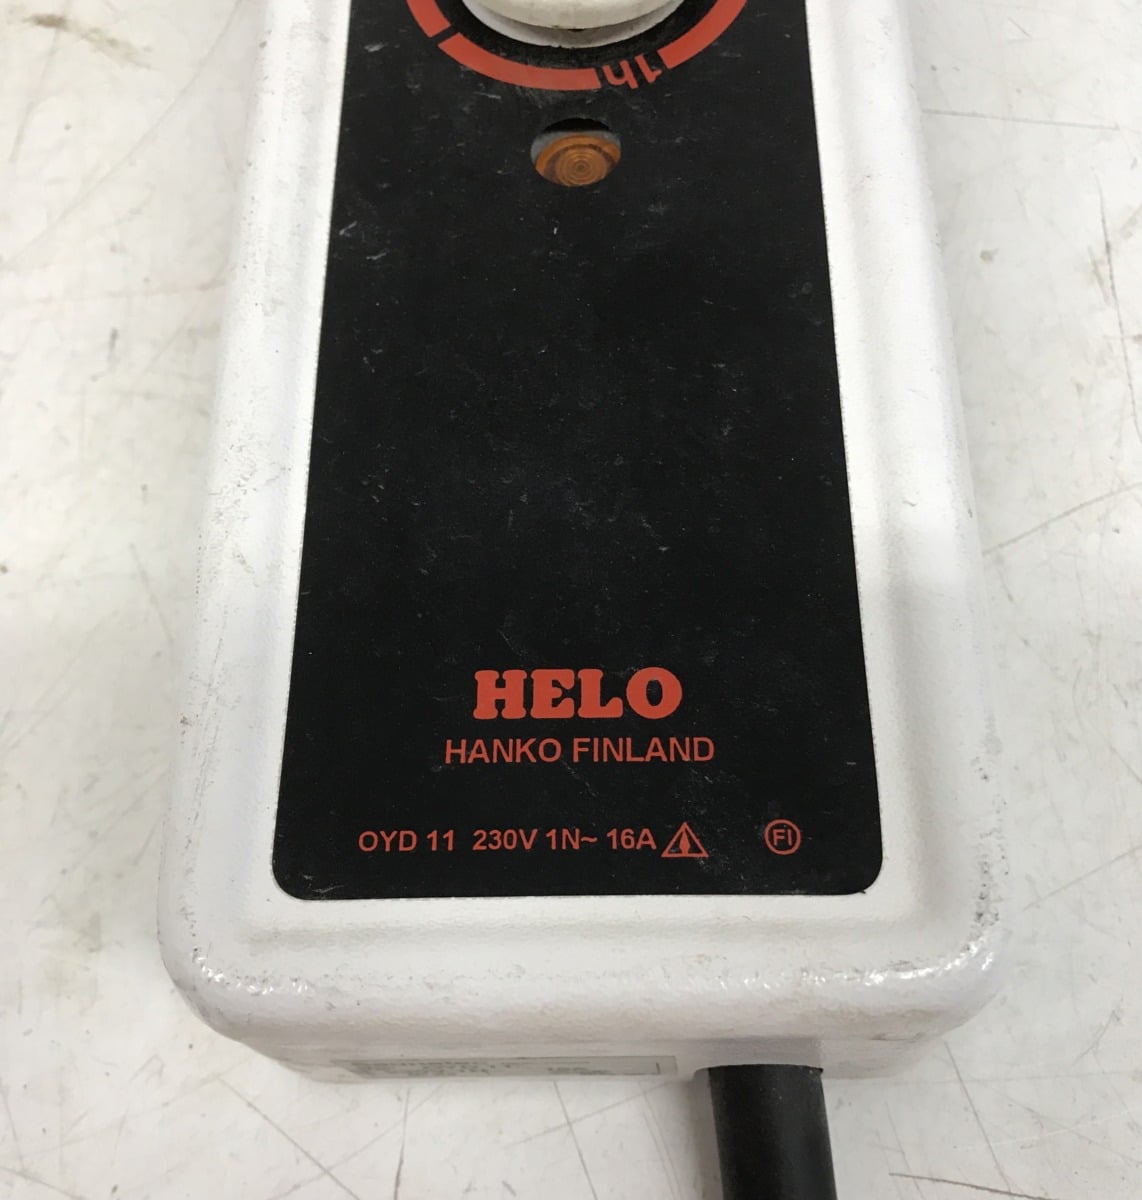 1h
HELO
HANKO FINLAND
OYD 11 230V 1N~ 16A FI